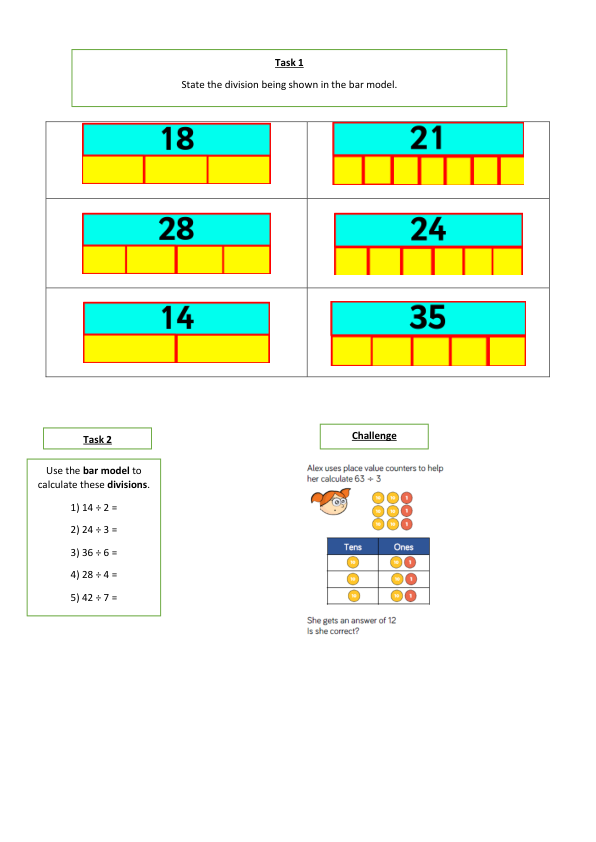 Task 1
State the division being shown in the bar model.
18
21
28
24
14
35
Task 2
Use the bar model to
calculate these divisions.
1) 14 ÷ 2 =
2) 24 ÷ 3 =
3) 36 ÷ 6 =
4) 28 ÷ 4 =
5) 42 ÷ 7 =
Challenge
Alex uses place value counters to help
her calculate 63 ÷ 3
10 10 1
10 10 1
10 10 1
Tens Ones
10 10 1
10 10 1
10 10 1
She gets an answer of 12
Is she correct?